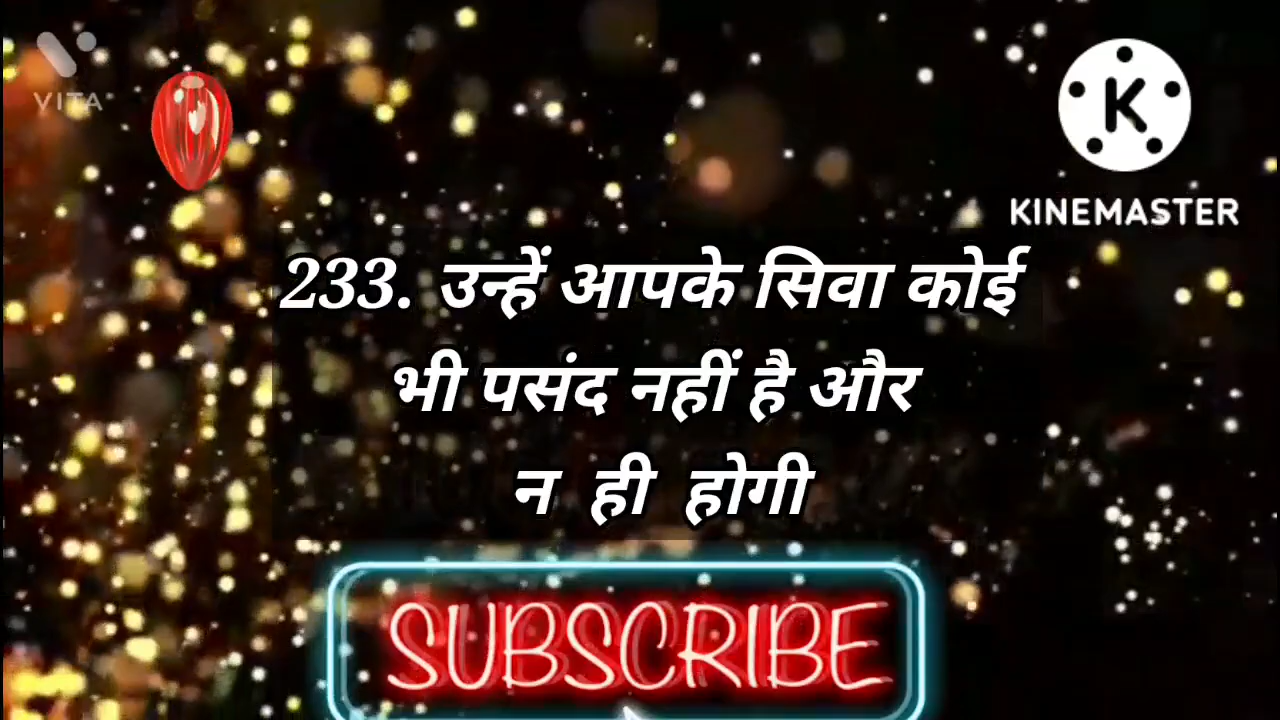 VITA
KINEMASTER
233. उन्हें आपके सिवा कोई
भी पसंद नहीं है और
न ही होगी
SUBSCRIBE